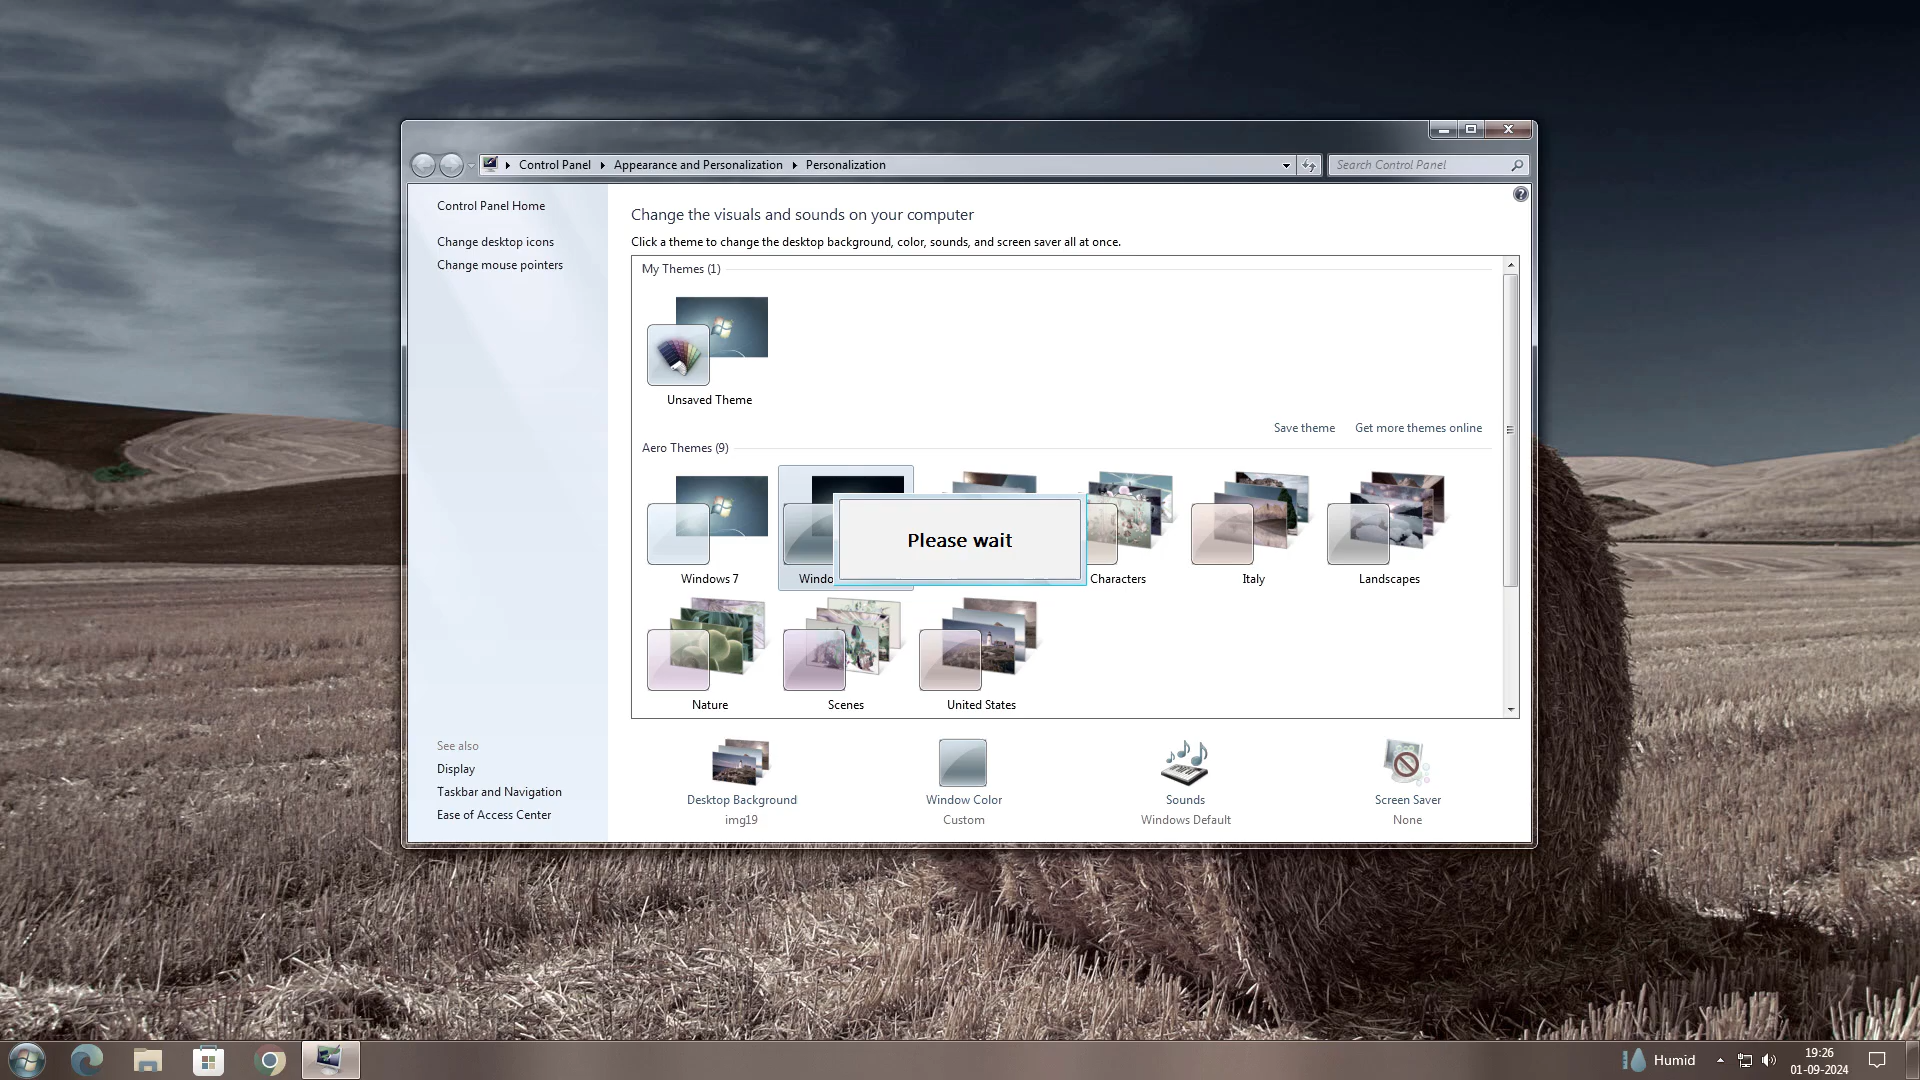 Control Panel
Appearance and Personalization
Personalization
Search Control Panel
Control Panel Home
Change desktop icons
Change mouse pointers
Change the visuals and sounds on your computer
Click a theme to change the desktop background, color, sounds, and screen saver all at once.
My Themes (1)
Unsaved Theme
Save theme
Get more themes online
Aero Themes (9)
Please wait
Windows 7
Characters
Italy
Landscapes
Nature
Scenes
United States
See also
Display
Taskbar and Navigation
Ease of Access Center
Desktop Background
img19
Window Color
Custom
Sounds
Windows Default
Screen Saver
None
Humid
19:26
01-09-2024